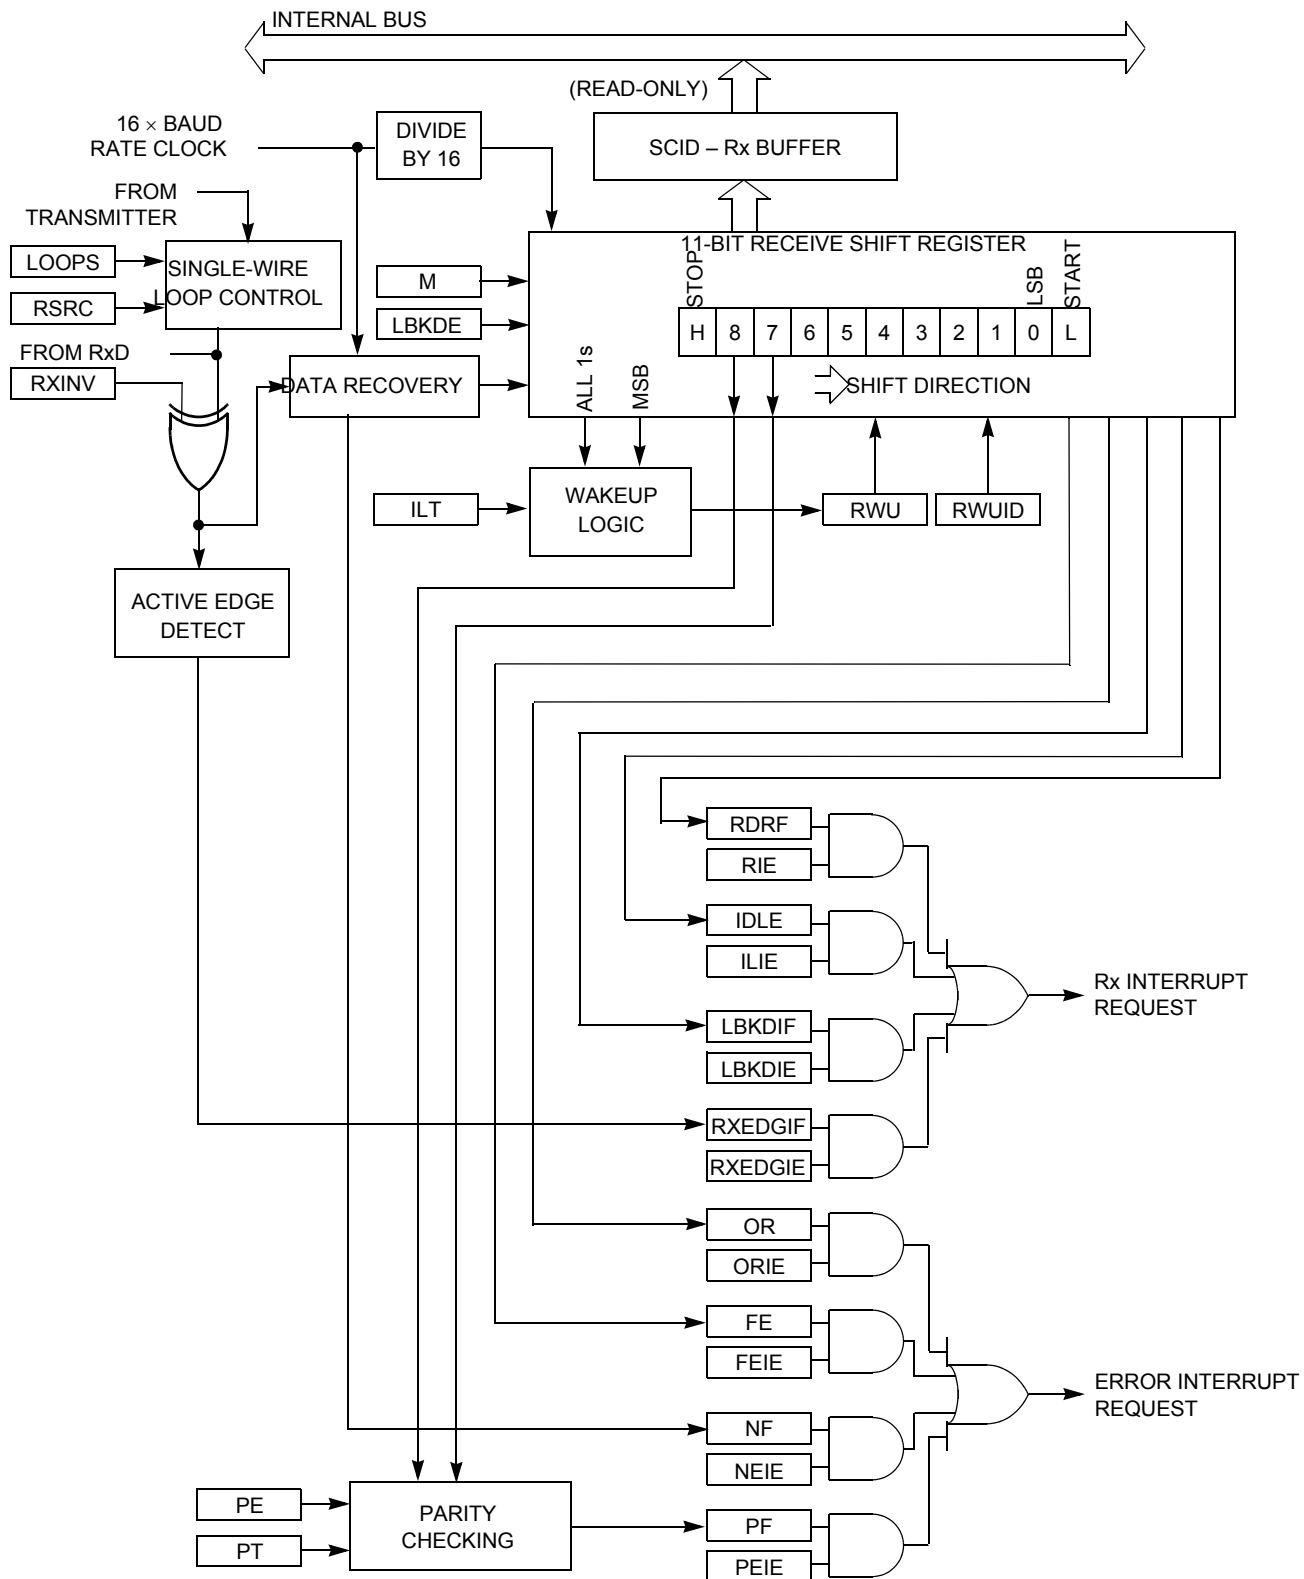 INTERNAL BUS
(READ-ONLY)
16 × BAUD
RATE CLOCK
DIVIDE
BY 16
SCID – Rx BUFFER
FROM
TRANSMITTER
11-BIT RECEIVE SHIFT REGISTER
LOOPS
SINGLE-WIRE
LOOP CONTROL
RSRC
M
LBKDE
STOP
LSB
START
H 8 7 6 5 4 3 2 1 0 L
FROM RxD
RXINV
DATA RECOVERY
ALL 1s
MSB
SHIFT DIRECTION
ILT
WAKEUP
LOGIC
RWU
RWUID
ACTIVE EDGE
DETECT
RDRF
RIE
IDLE
ILIE
Rx INTERRUPT
REQUEST
LBKDIF
LBKDIE
RXEDGIF
RXEDGIE
OR
ORIE
FE
FEIE
ERROR INTERRUPT
REQUEST
NF
NEIE
PE
PT
PARITY
CHECKING
PF
PEIE